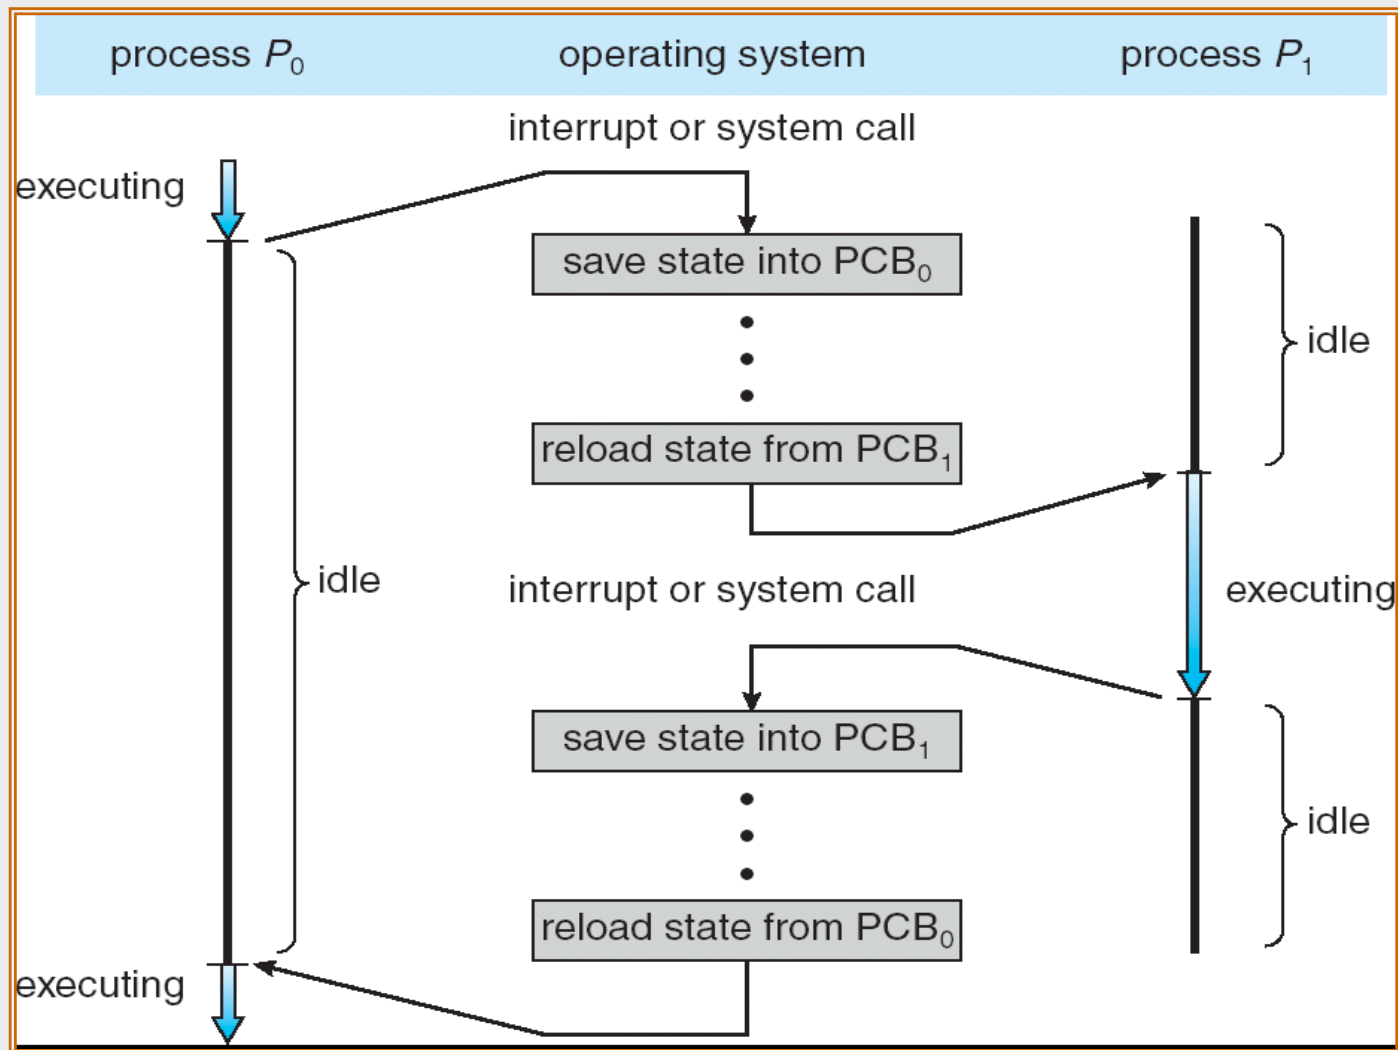 process P₀
operating system
process P₁
interrupt or system call
executing
save state into PCB₀
idle
reload state from PCB₁
idle
interrupt or system call
executing
save state into PCB₁
idle
reload state from PCB₀
executing